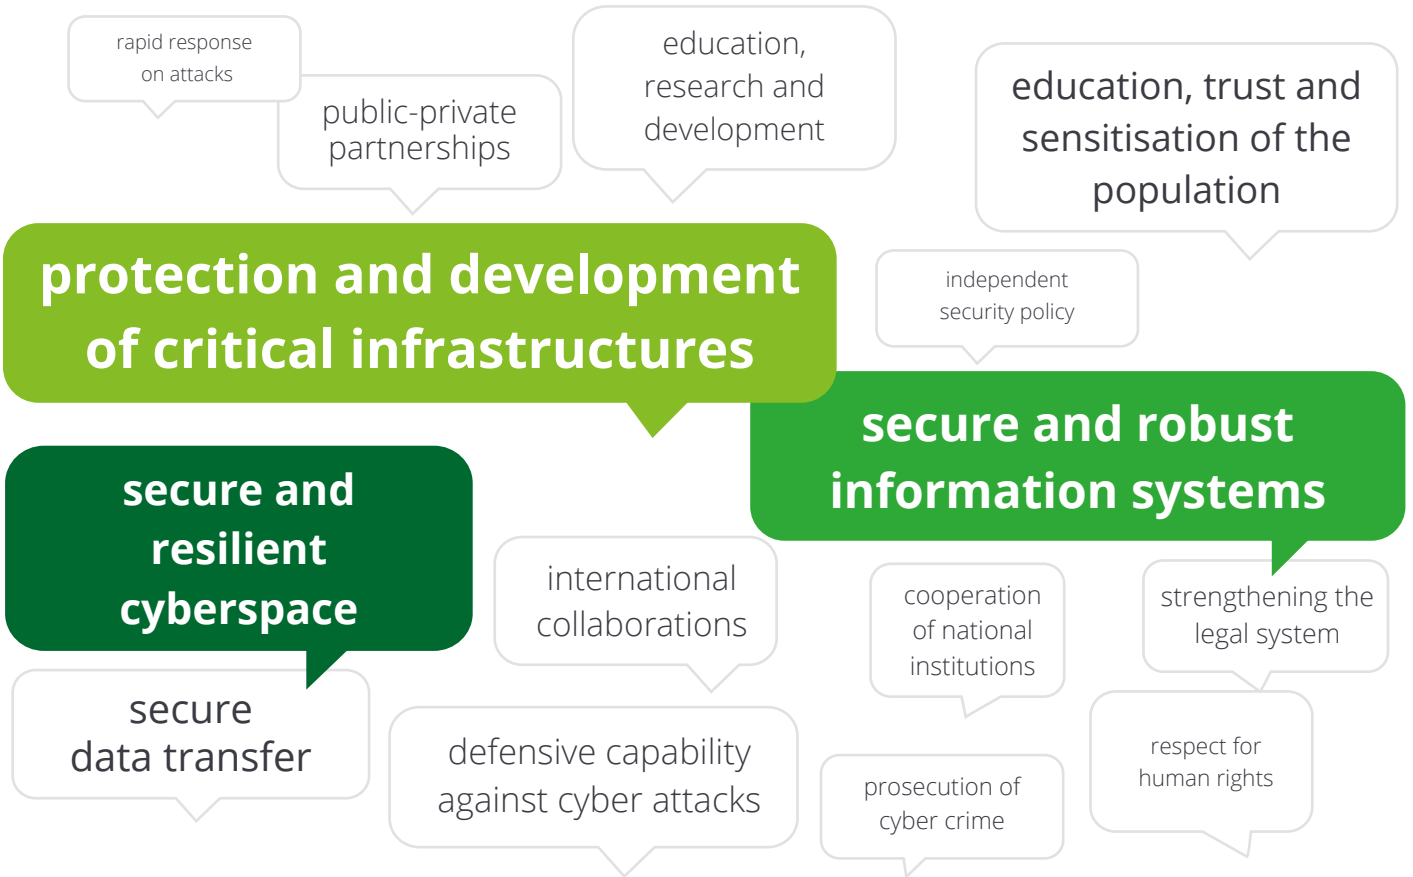 rapid response
on attacks
public-private
partnerships
education,
research and
development
education, trust and
sensitisation of the
population
protection and development
of critical infrastructures
independent
security policy
secure and robust
information systems
secure and
resilient
cyberspace
international
collaborations
cooperation
of national
institutions
strengthening the
legal system
secure
data transfer
defensive capability
against cyber attacks
prosecution of
cyber crime
respect for
human rights